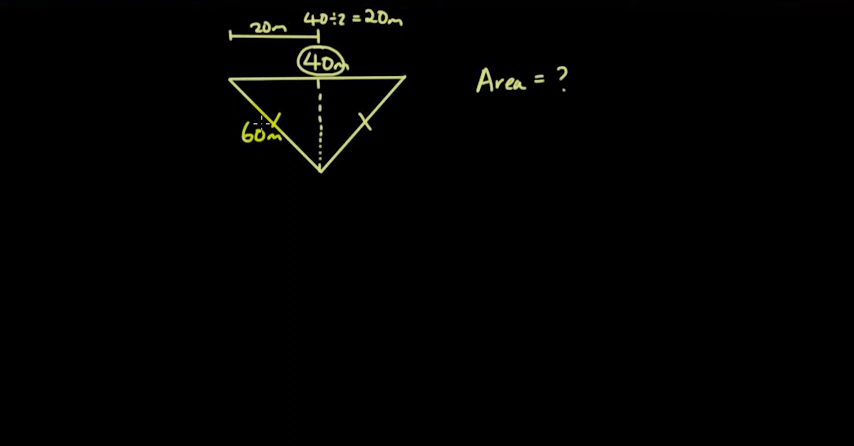 40÷2 = 20m
20m
40m
Area = ?
60m